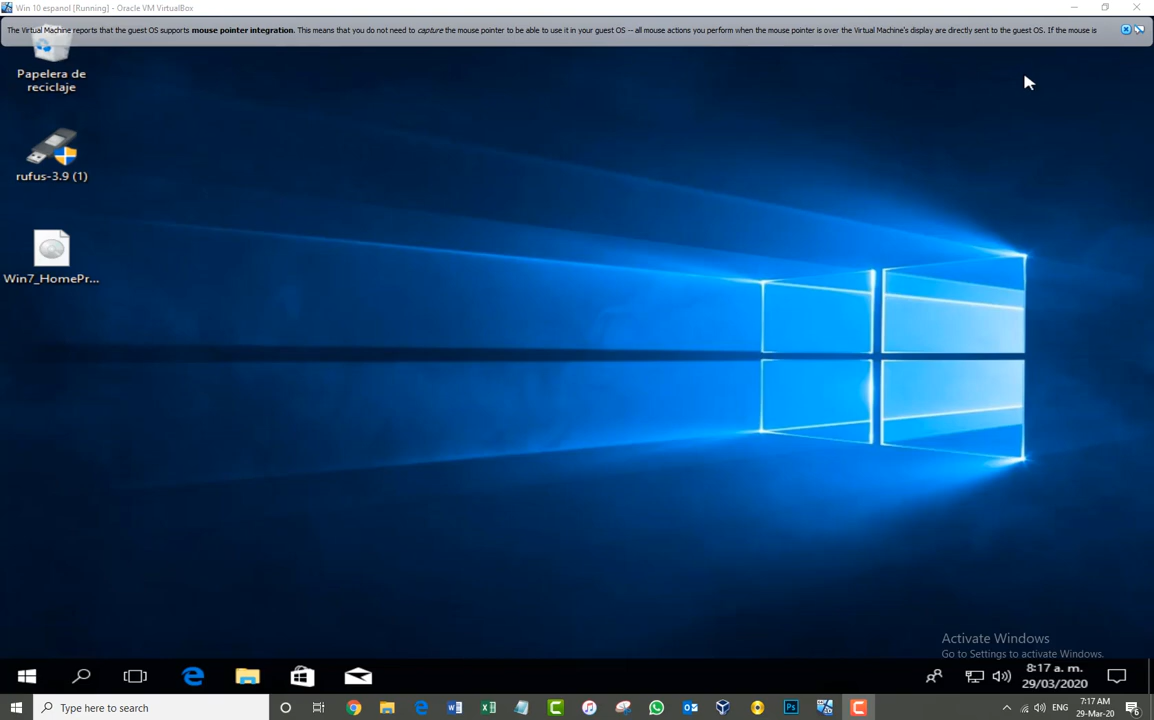 Win 10 espanol [Running] - Oracle VM VirtualBox
The Virtual Machine reports that the guest OS supports mouse pointer integration. This means that you do not need to capture the mouse pointer to be able to use it in your guest OS -- all mouse actions you perform when the mouse pointer is over the Virtual Machine's display are directly sent to the guest OS. If the mouse is
Papelera de
reciclaje
rufus-3.9 (1)
Win7_HomePr...
Activate Windows
Go to Settings to activate Windows.
8:17 a. m.
29/03/2020
Type here to search
ENG
7:17 AM
29-Mar-20
6